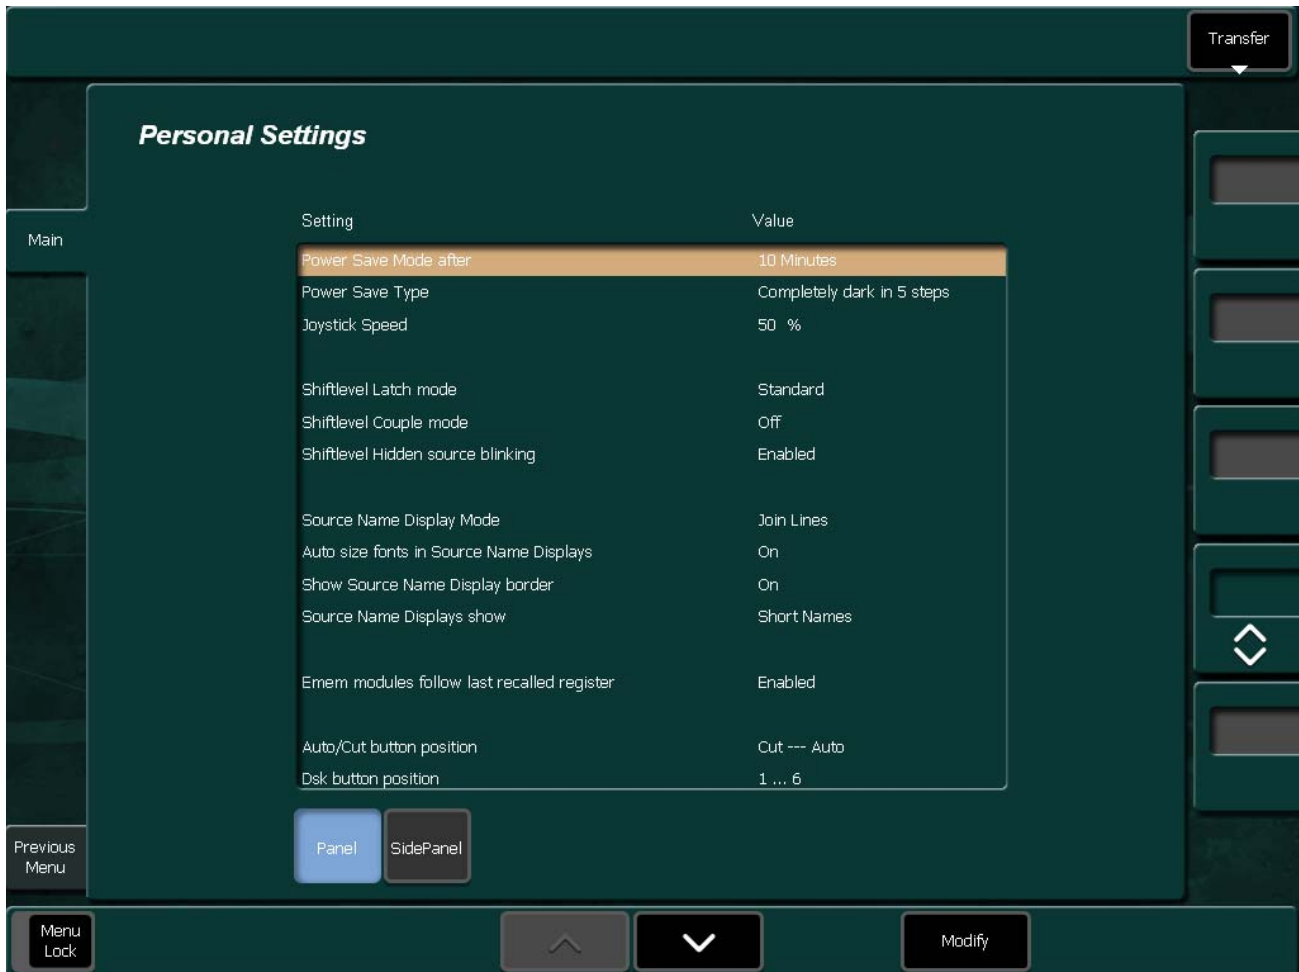 Transfer
Personal Settings
Setting Value
Main
Power Save Mode after 10 Minutes
Power Save Type Completely dark in 5 steps
Joystick Speed 50 %
Shiftlevel Latch mode Standard
Shiftlevel Couple mode Off
Shiftlevel Hidden source blinking Enabled
Source Name Display Mode Join Lines
Auto size fonts in Source Name Displays On
Show Source Name Display border On
Source Name Displays show Short Names
Emem modules follow last recalled register Enabled
Auto/Cut button position Cut --- Auto
Dsk button position 1 ... 6
Previous
Menu
Panel SidePanel
Menu
Lock
Modify